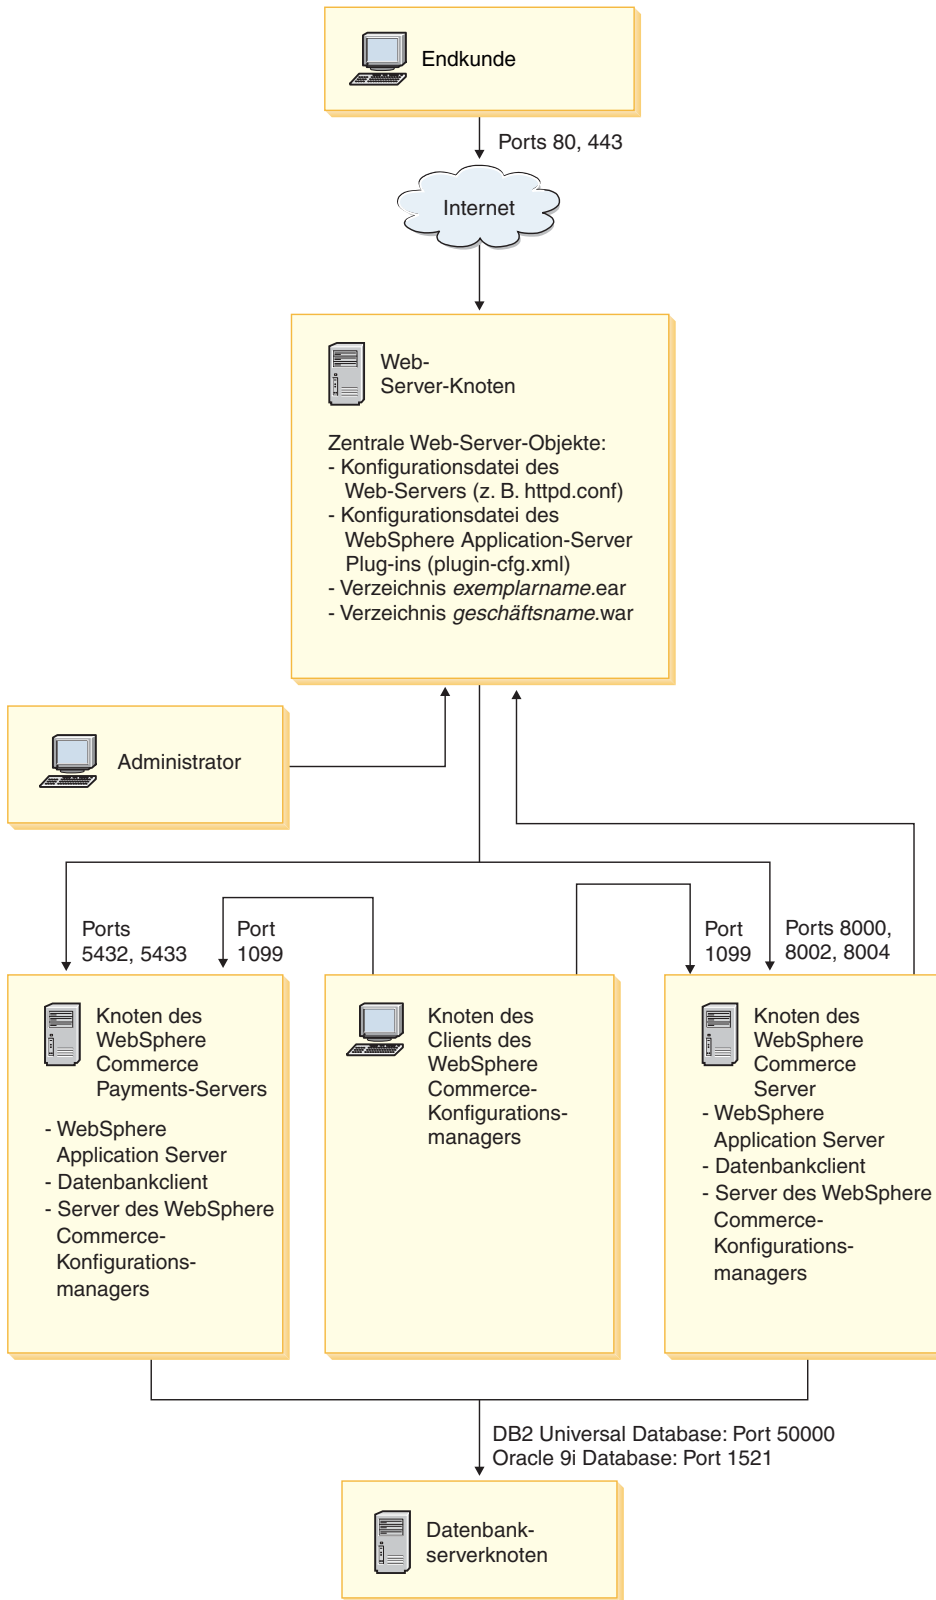 Endkunde
Ports 80, 443
Internet
Web-
Server-Knoten
Zentrale Web-Server-Objekte:
- Konfigurationsdatei des
Web-Servers (z. B. httpd.conf)
- Konfigurationsdatei des
WebSphere Application-Server
Plug-ins (plugin-cfg.xml)
- Verzeichnis exemplarname.ear
- Verzeichnis geschäftsname.war
Administrator
Ports
5432, 5433
Port
1099
Port
1099
Ports 8000,
8002, 8004
Knoten des
WebSphere
Commerce
Payments-Servers
- WebSphere
Application Server
- Datenbankclient
- Server des WebSphere
Commerce-
Konfigurations-
managers
Knoten des
Clients des
WebSphere
Commerce-
Konfigurations-
managers
Knoten des
WebSphere
Commerce
Server
- WebSphere
Application Server
- Datenbankclient
- Server des WebSphere
Commerce-
Konfigurations-
managers
DB2 Universal Database: Port 50000
Oracle 9i Database: Port 1521
Datenbank-
serverknoten